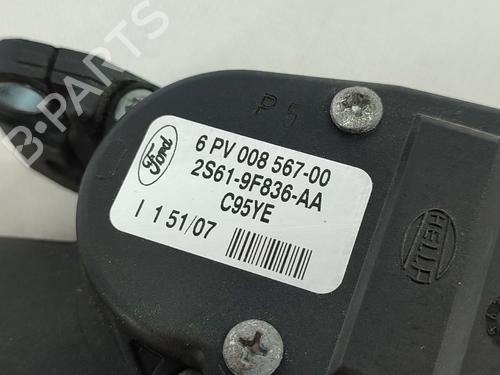 B-PARTS
P S
Ford
6 PV 008 567-00
2S61-9F836-AA
C95YE
I 1 51/07
HELLA